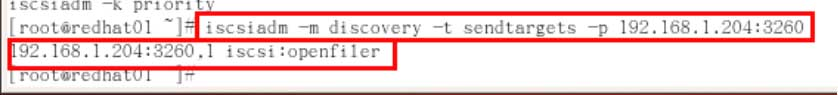 iscsiadm -k priority
[root@redhat01 ~]# iscsiadm -m discovery -t sendtargets -p 192.168.1.204:3260
192.168.1.204:3260,1 iscsi:openfiler
[root@redhat01 ~]#